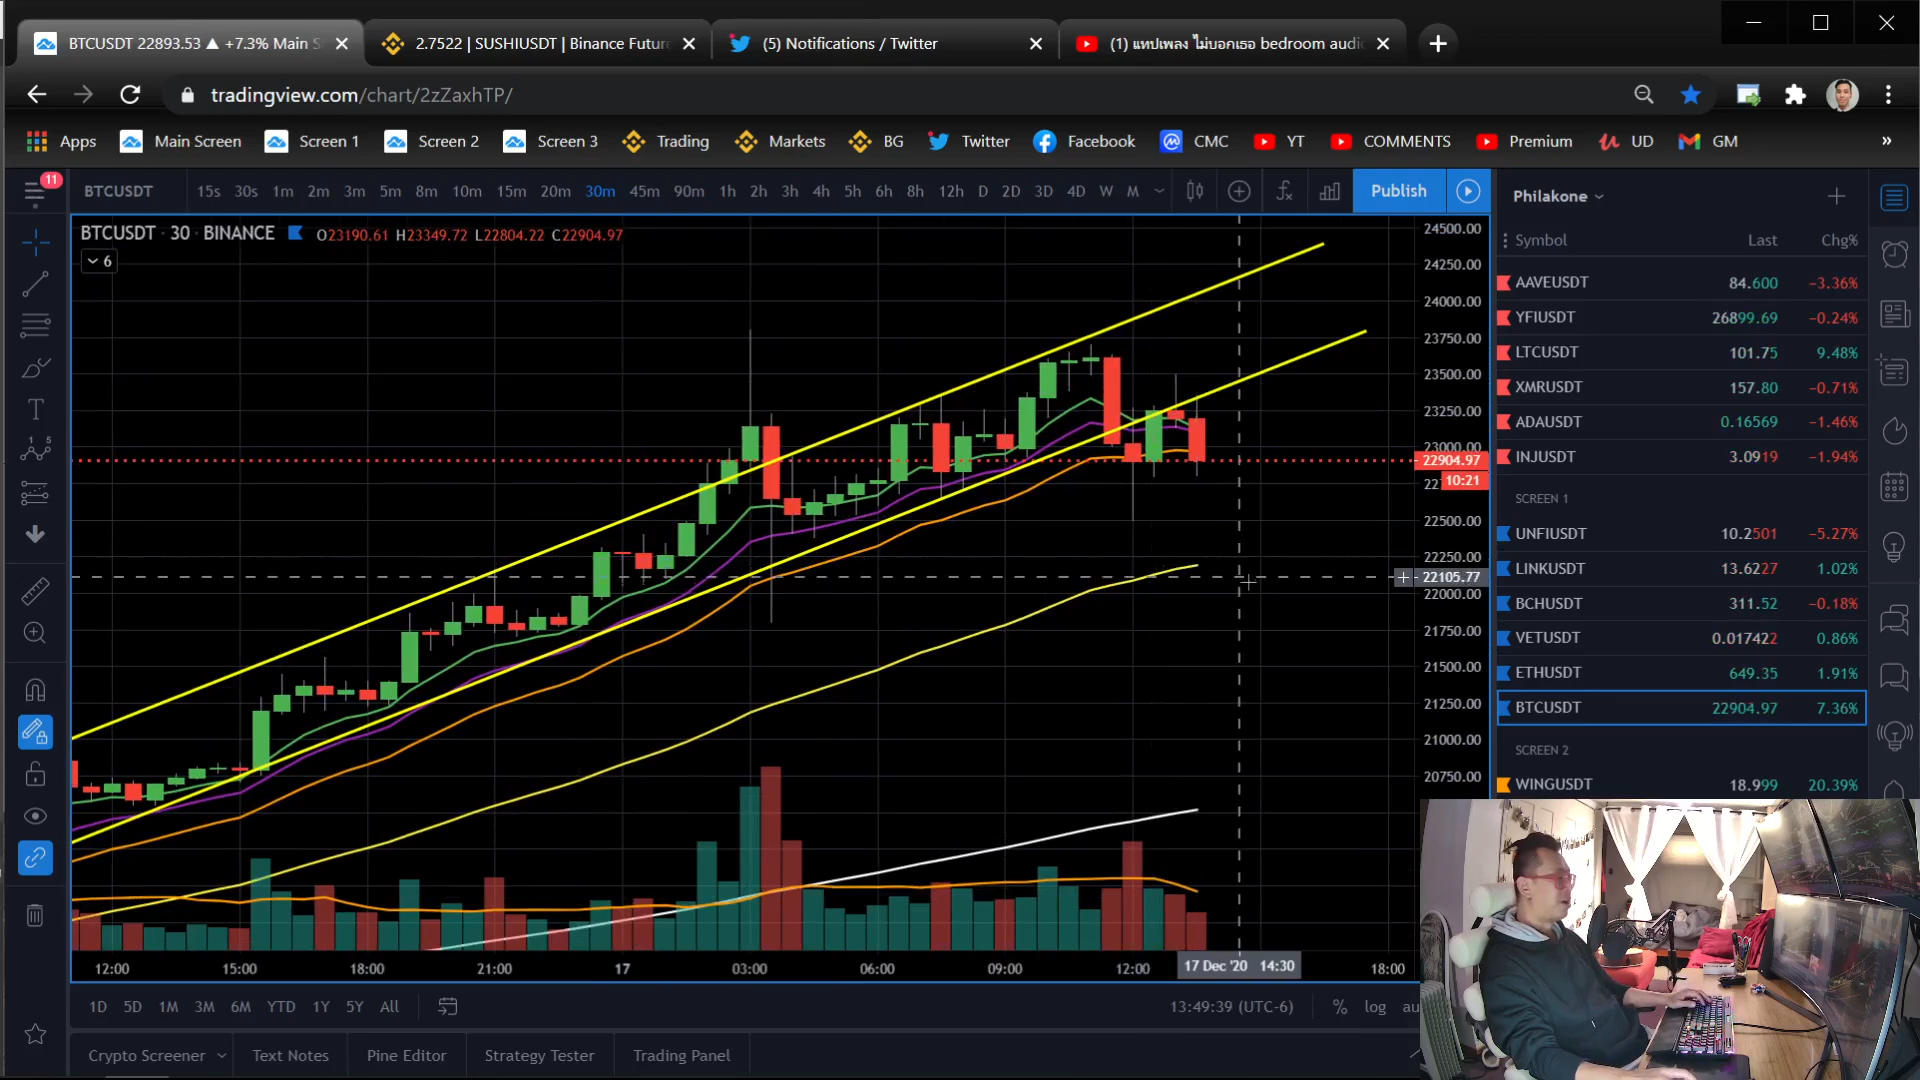 BTCUSDT 22893.53 ▲ +7.3% Main S
2.7522 | SUSHIUSDT | Binance Futur
(5) Notifications / Twitter
(1) แทปเพลง ไม่บอกเธอ bedroom audi
tradingview.com/chart/2zZaxhTP/
Apps Main Screen Screen 1 Screen 2 Screen 3 Trading Markets BG Twitter Facebook CMC YT COMMENTS Premium UD GM »
11 BTCUSDT 15s 30s 1m 2m 3m 5m 8m 10m 15m 20m 30m 45m 90m 1h 2h 3h 4h 5h 6h 8h 12h D 2D 3D 4D W M Publish
BTCUSDT · 30 · BINANCE O23190.61 H23349.72 L22804.22 C22904.97
6
24500.00
24250.00
24000.00
23750.00
23500.00
23250.00
23000.00
22904.97
10:21
22500.00
22250.00
22105.77
22000.00
21750.00
21500.00
21250.00
21000.00
20750.00
12:00 15:00 18:00 21:00 17 03:00 06:00 09:00 12:00 17 Dec '20 14:30 18:00
1D 5D 1M 3M 6M YTD 1Y 5Y All 13:49:39 (UTC-6) % log au
Crypto Screener Text Notes Pine Editor Strategy Tester Trading Panel
Philakone
Symbol Last Chg%
AAVEUSDT 84.600 −3.36%
YFIUSDT 26899.69 −0.24%
LTCUSDT 101.75 9.48%
XMRUSDT 157.80 −0.71%
ADAUSDT 0.16569 −1.46%
INJUSDT 3.0919 −1.94%
SCREEN 1
UNFIUSDT 10.2501 −5.27%
LINKUSDT 13.6227 1.02%
BCHUSDT 311.52 −0.18%
VETUSDT 0.017422 0.86%
ETHUSDT 649.35 1.91%
BTCUSDT 22904.97 7.36%
SCREEN 2
WINGUSDT 18.999 20.39%